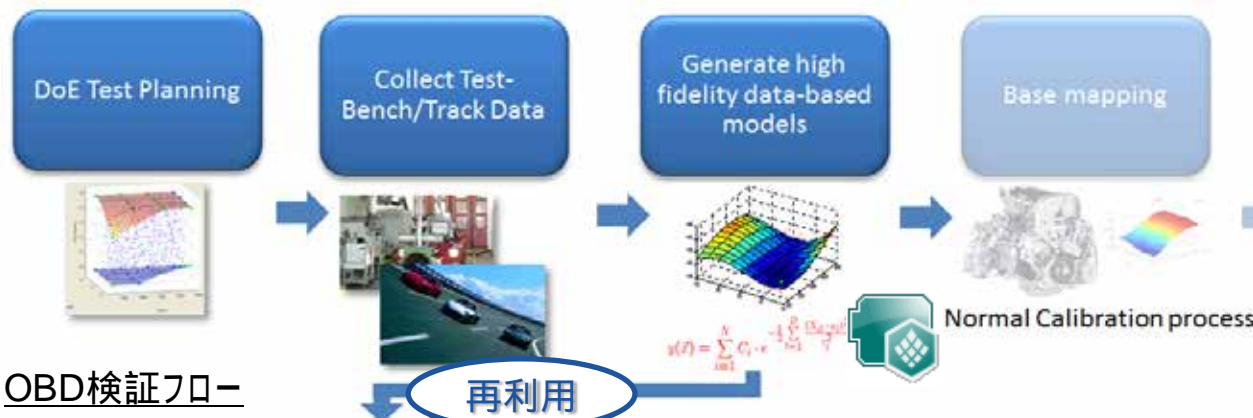 DoE Test Planning
Collect Test-
Bench/Track Data
Generate high
fidelity data-based
models
Base mapping
Normal Calibration process
OBD検証フロー
再利用